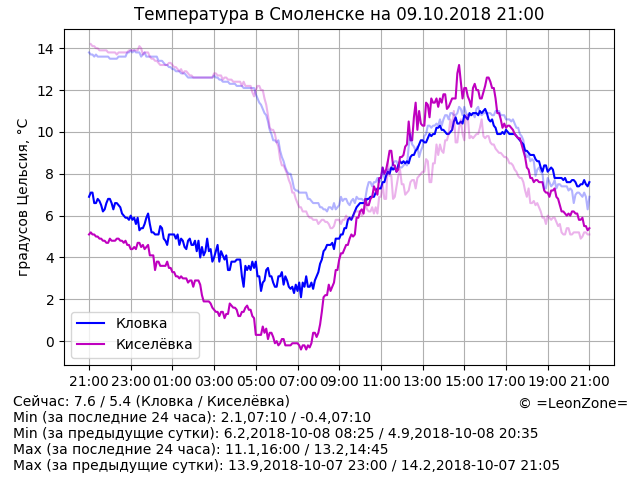 Температура в Смоленске на 09.10.2018 21:00
градусов Цельсия, °C
14
12
10
8
6
4
2
0
Кловка
Киселёвка
21:00 23:00 01:00 03:00 05:00 07:00 09:00 11:00 13:00 15:00 17:00 19:00 21:00
Сейчас: 7.6 / 5.4 (Кловка / Киселёвка)
© =LeonZone=
Min (за последние 24 часа): 2.1,07:10 / -0.4,07:10
Min (за предыдущие сутки): 6.2,2018-10-08 08:25 / 4.9,2018-10-08 20:35
Max (за последние 24 часа): 11.1,16:00 / 13.2,14:45
Max (за предыдущие сутки): 13.9,2018-10-07 23:00 / 14.2,2018-10-07 21:05